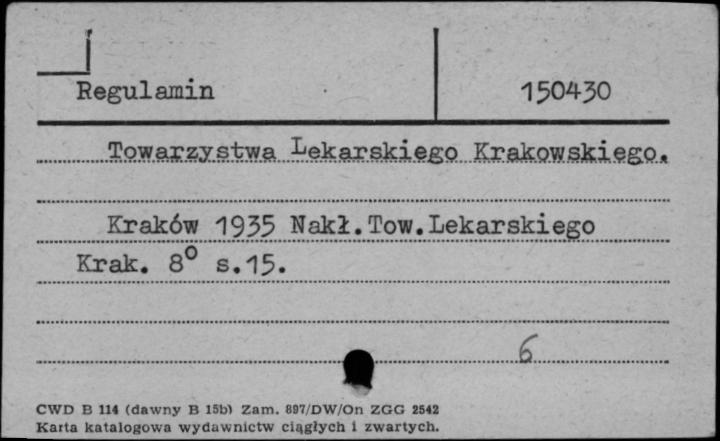 Regulamin 150430
Towarzystwa Lekarskiego Krakowskiego.
Kraków 1935 Nakł.Tow.Lekarskiego
Krak. 8° s.15.
6
CWD B 114 (dawny B 15b) Zam. 897/DW/On ZGG 2542
Karta katalogowa wydawnictw ciągłych i zwartych.